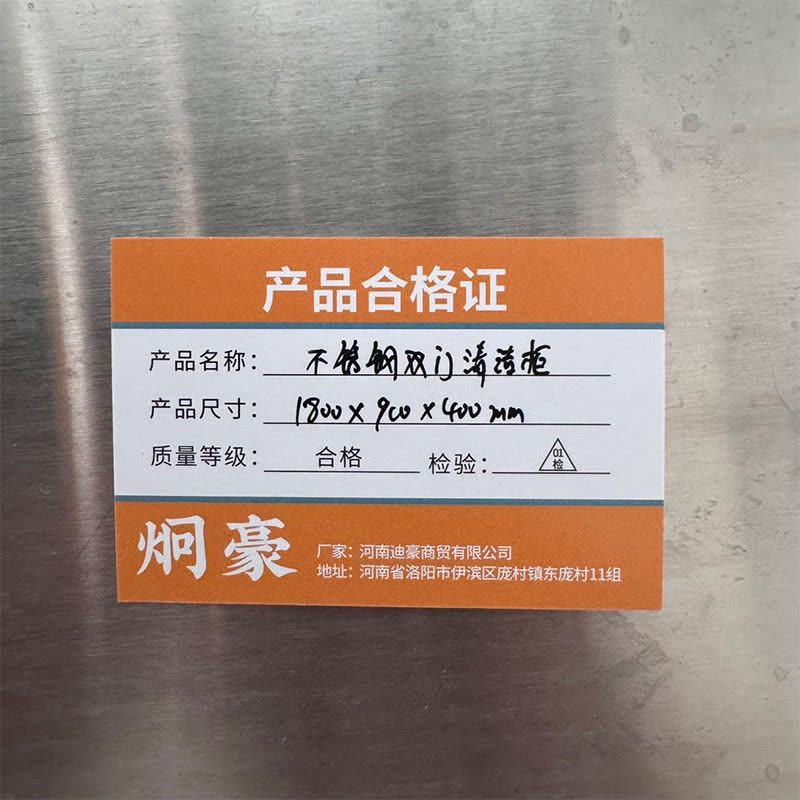 产品合格证
产品名称： 不锈钢双门清洁柜
产品尺寸： 1800×900×400mm
质量等级： 合格 检验： 01检
炯豪
厂家：河南迪豪商贸有限公司
地址：河南省洛阳市伊滨区庞村镇东庞村11组